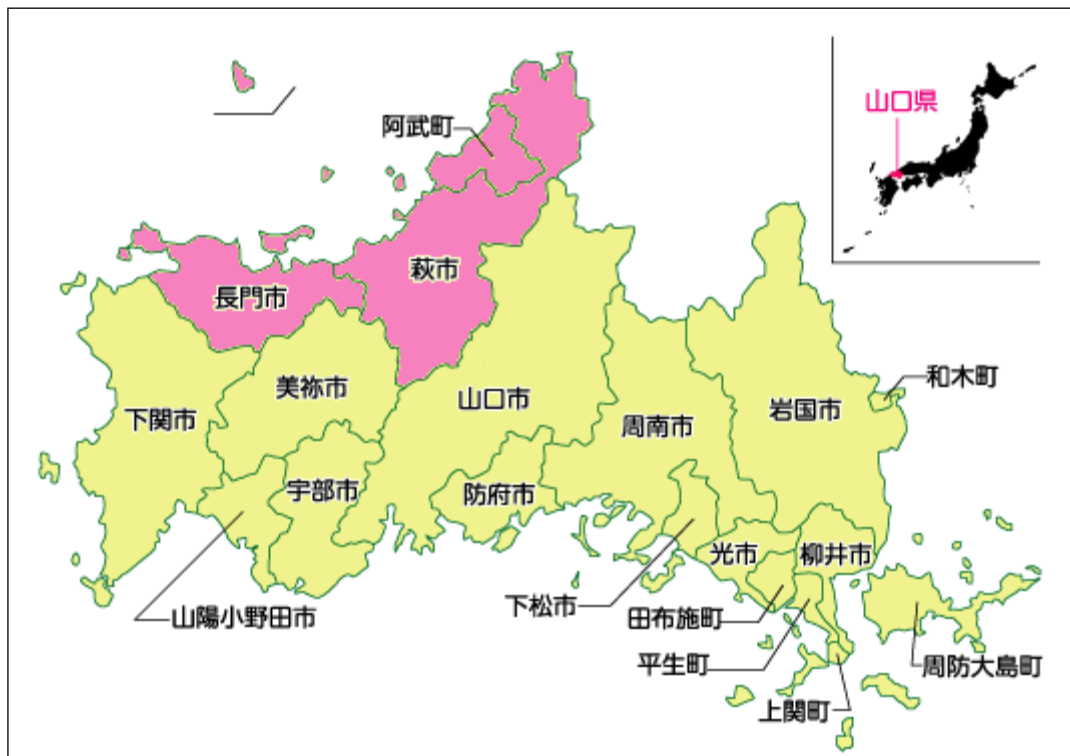 山口県
阿武町
萩市
長門市
和木町
美祢市
山口市
岩国市
下関市
周南市
宇部市
防府市
光市
柳井市
下松市
山陽小野田市
田布施町
平生町
周防大島町
上関町